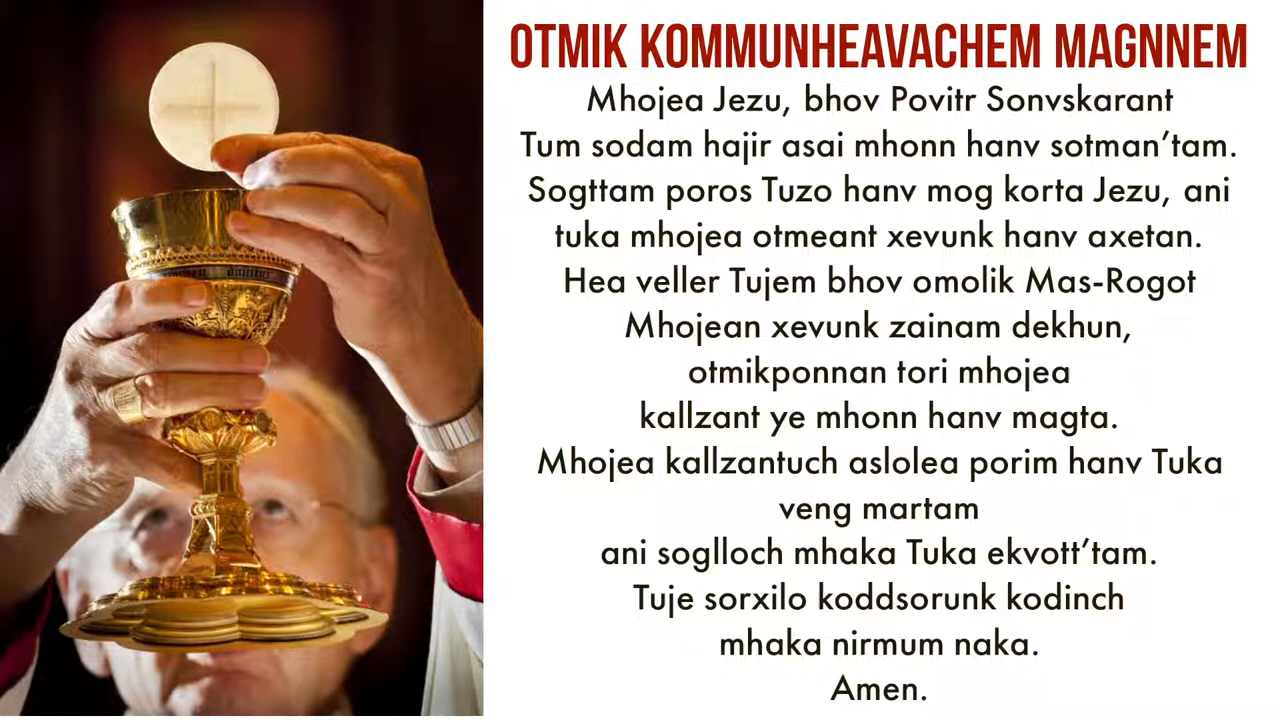 OTMIK KOMMUNHEAVACHEM MAGNNEM
Mhojea Jezu, bhov Povitr Sonvskarant
Tum sodam hajir asai mhonn hanv sotman’tam.
Sogttam poros Tuzo hanv mog korta Jezu, ani
tuka mhojea otmeant xevunk hanv axetan.
Hea veller Tujem bhov omolik Mas-Rogot
Mhojean xevunk zainam dekhun,
otmikponnan tori mhojea
kallzant ye mhonn hanv magta.
Mhojea kallzantuch aslolea porim hanv Tuka
veng martam
ani soglloch mhaka Tuka ekvott’tam.
Tuje sorxilo koddsorunk kodinch
mhaka nirmum naka.
Amen.